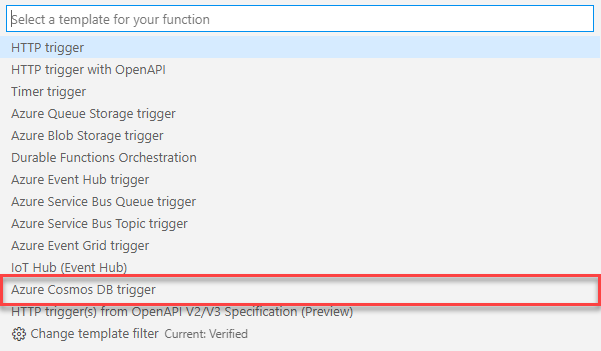 Select a template for your function
HTTP trigger
HTTP trigger with OpenAPI
Timer trigger
Azure Queue Storage trigger
Azure Blob Storage trigger
Durable Functions Orchestration
Azure Event Hub trigger
Azure Service Bus Queue trigger
Azure Service Bus Topic trigger
Azure Event Grid trigger
IoT Hub (Event Hub)
Azure Cosmos DB trigger
HTTP trigger(s) from OpenAPI V2/V3 Specification (Preview)
Change template filter Current: Verified